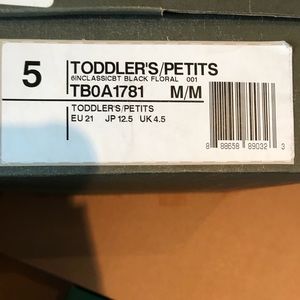 5
TODDLER'S/PETITS
6INCLASSICBT BLACK FLORAL 001
TB0A1781 M/M
TODDLER'S/PETITS
EU 21 JP 12.5 UK 4.5
8 88658 89032 3